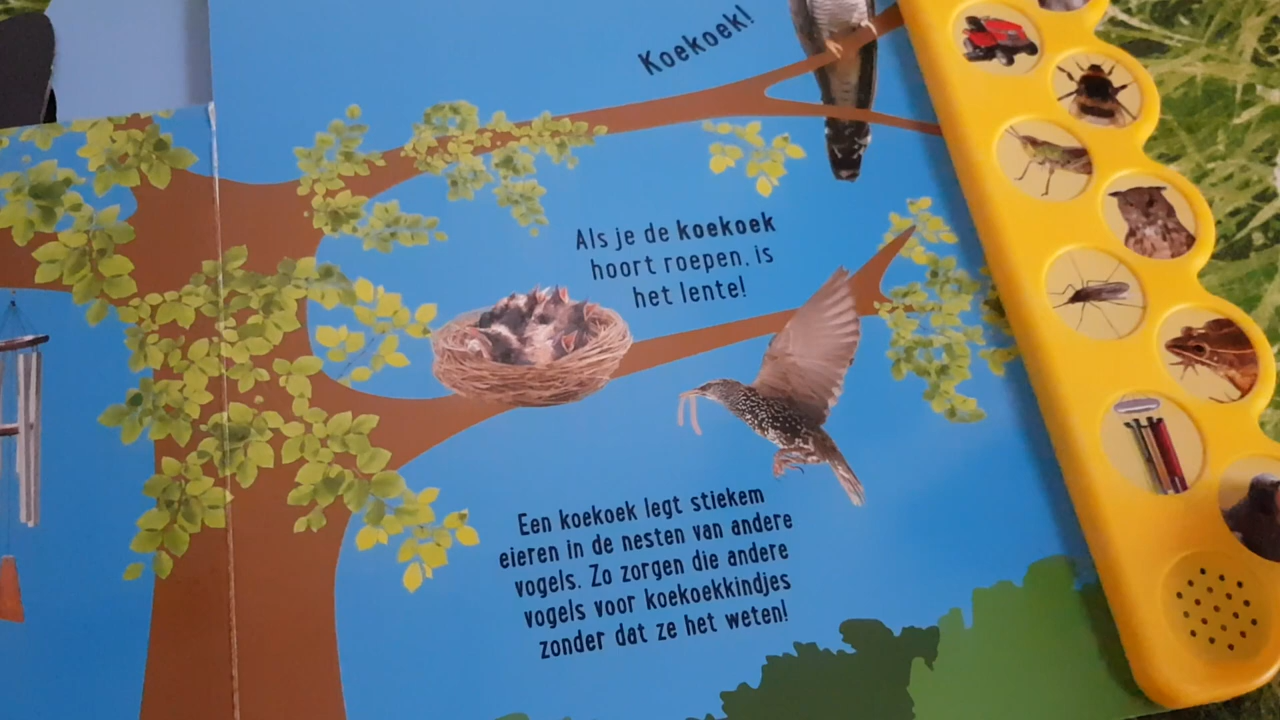 Koekoek!
Als je de koekoek
hoort roepen, is
het lente!
Een koekoek legt stiekem
eieren in de nesten van andere
vogels. Zo zorgen die andere
vogels voor koekoekkindjes
zonder dat ze het weten!